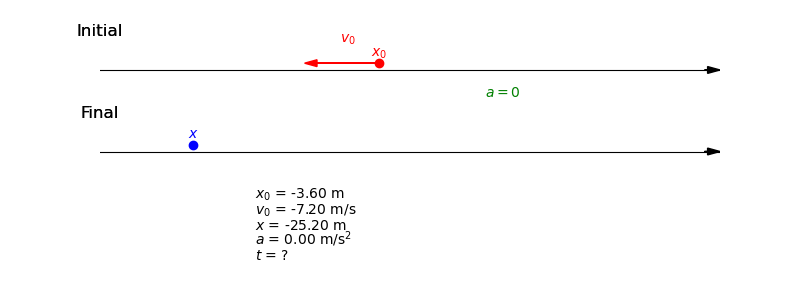 Initial
v₀
x₀
a = 0
Final
x
x₀ = -3.60 m
v₀ = -7.20 m/s
x = -25.20 m
a = 0.00 m/s²
t = ?